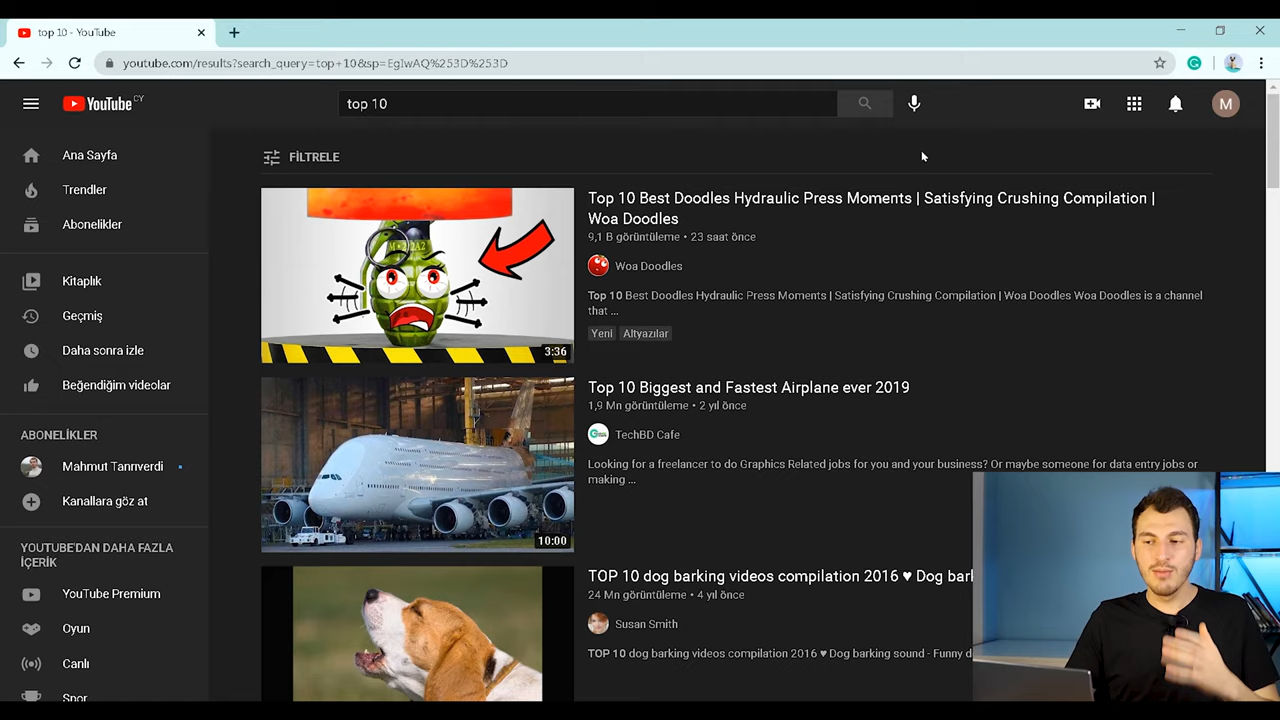 top 10 - YouTube
youtube.com/results?search_query=top+10&sp=EgIwAQ%253D%253D
YouTube CY
top 10
M
Ana Sayfa
Trendler
Abonelikler
Kitaplık
Geçmiş
Daha sonra izle
Beğendiğim videolar
ABONELİKLER
Mahmut Tanrıverdi
Kanallara göz at
YOUTUBE'DAN DAHA FAZLA
İÇERİK
YouTube Premium
Oyun
Canlı
Spor
FİLTRELE
3:36
Top 10 Best Doodles Hydraulic Press Moments | Satisfying Crushing Compilation |
Woa Doodles
9,1 B görüntüleme • 23 saat önce
Woa Doodles
Top 10 Best Doodles Hydraulic Press Moments | Satisfying Crushing Compilation | Woa Doodles Woa Doodles is a channel
that ...
Yeni Altyazılar
10:00
Top 10 Biggest and Fastest Airplane ever 2019
1,9 Mn görüntüleme • 2 yıl önce
TechBD Cafe
Looking for a freelancer to do Graphics Related jobs for you and your business? Or maybe someone for data entry jobs or
making ...
TOP 10 dog barking videos compilation 2016 ♥ Dog bar
24 Mn görüntüleme • 4 yıl önce
Susan Smith
TOP 10 dog barking videos compilation 2016 ♥ Dog barking sound - Funny d